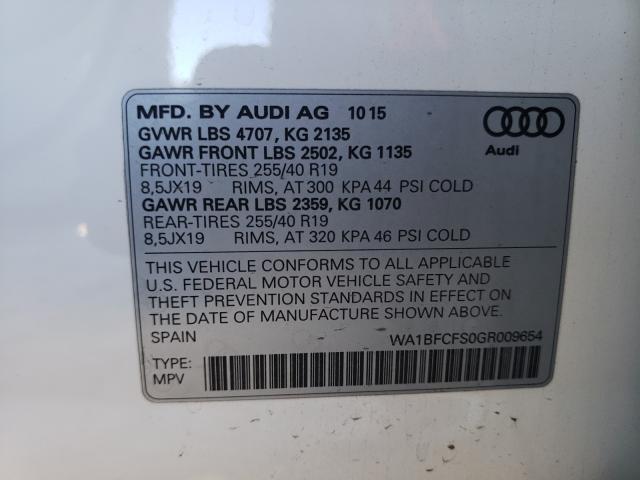 MFD. BY AUDI AG 10 15
GVWR LBS 4707, KG 2135
GAWR FRONT LBS 2502, KG 1135
FRONT-TIRES 255/40 R19
8,5JX19 RIMS, AT 300 KPA 44 PSI COLD
GAWR REAR LBS 2359, KG 1070
REAR-TIRES 255/40 R19
8,5JX19 RIMS, AT 320 KPA 46 PSI COLD
Audi
THIS VEHICLE CONFORMS TO ALL APPLICABLE
U.S. FEDERAL MOTOR VEHICLE SAFETY AND
THEFT PREVENTION STANDARDS IN EFFECT ON
THE DATE OF MANUFACTURE SHOWN ABOVE.
SPAIN WA1BFCFS0GR009654
TYPE:
MPV